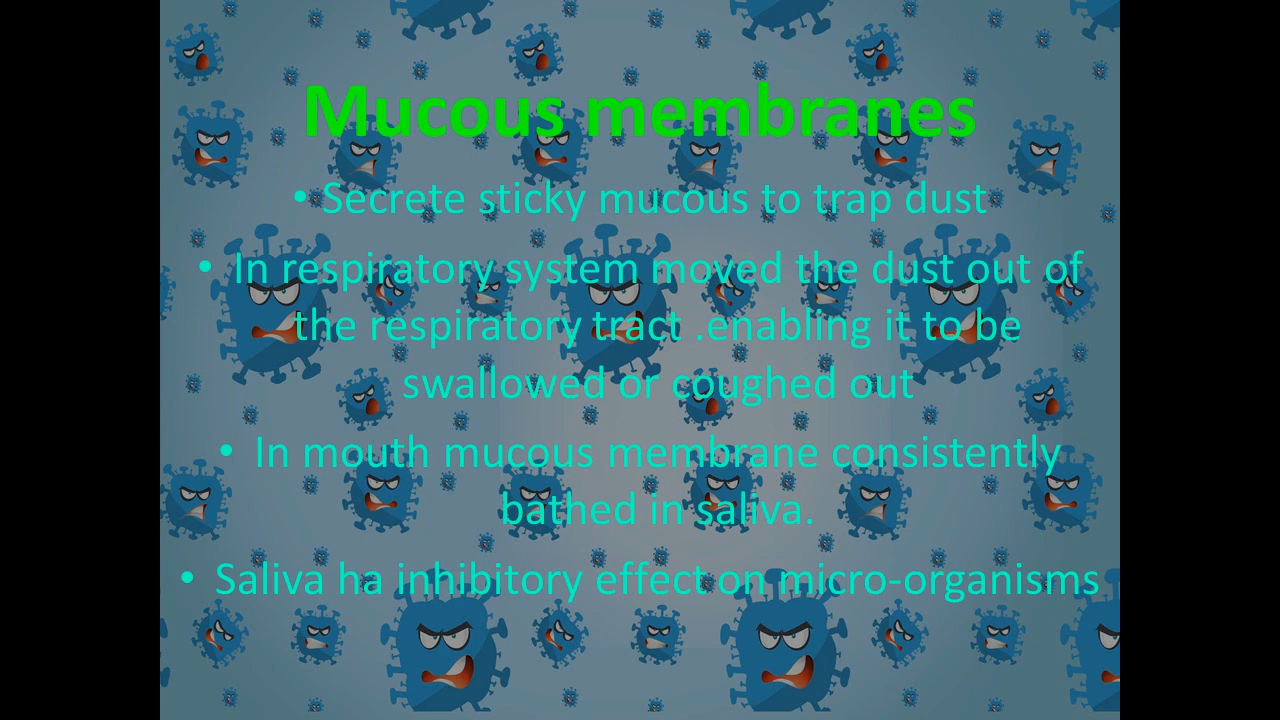 Mucous membranes
• Secrete sticky mucous to trap dust
• In respiratory system moved the dust out of
the respiratory tract .enabling it to be
swallowed or coughed out
• In mouth mucous membrane consistently
bathed in saliva.
• Saliva ha inhibitory effect on micro-organisms